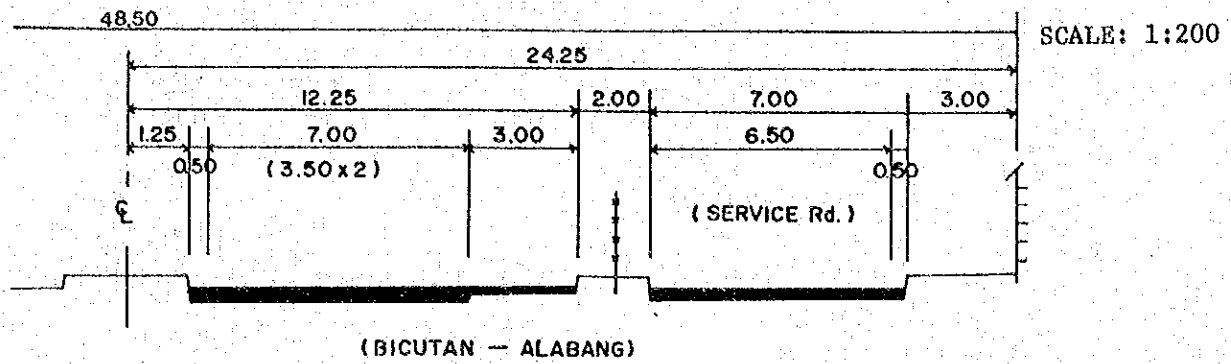 48.50
SCALE: 1:200
24.25
12.25 2.00 7.00 3.00
1.25 7.00 3.00 6.50
0.50 (3.50 x 2) 0.50
℄ (SERVICE Rd.)
(BICUTAN — ALABANG)